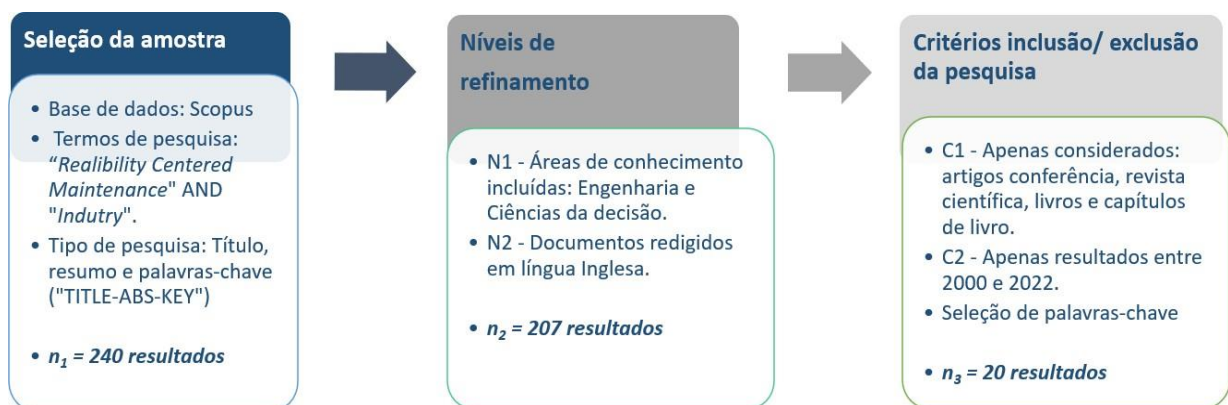 Seleção da amostra
• Base de dados: Scopus
• Termos de pesquisa:
“Realibility Centered
Maintenance" AND
"Indutry".
• Tipo de pesquisa: Título,
resumo e palavras-chave
("TITLE-ABS-KEY")
• n₁ = 240 resultados
Níveis de
refinamento
• N1 - Áreas de conhecimento
incluídas: Engenharia e
Ciências da decisão.
• N2 - Documentos redigidos
em língua Inglesa.
• n₂ = 207 resultados
Critérios inclusão/ exclusão
da pesquisa
• C1 - Apenas considerados:
artigos conferência, revista
científica, livros e capítulos
de livro.
• C2 - Apenas resultados entre
2000 e 2022.
• Seleção de palavras-chave
• n₃ = 20 resultados